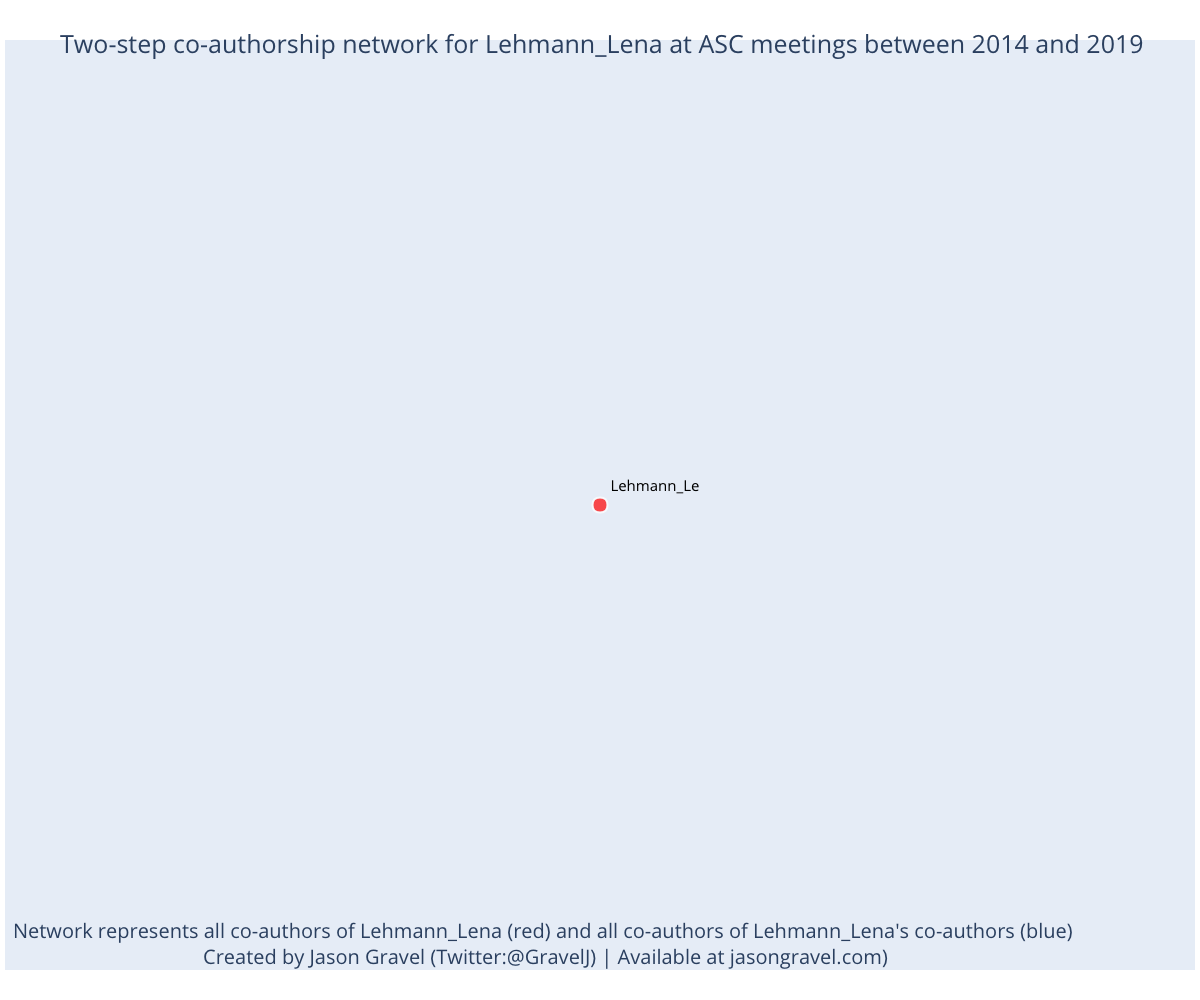 Two-step co-authorship network for Lehmann_Lena at ASC meetings between 2014 and 2019
Lehmann_Le
Network represents all co-authors of Lehmann_Lena (red) and all co-authors of Lehmann_Lena's co-authors (blue)
Created by Jason Gravel (Twitter:@GravelJ) | Available at jasongravel.com)